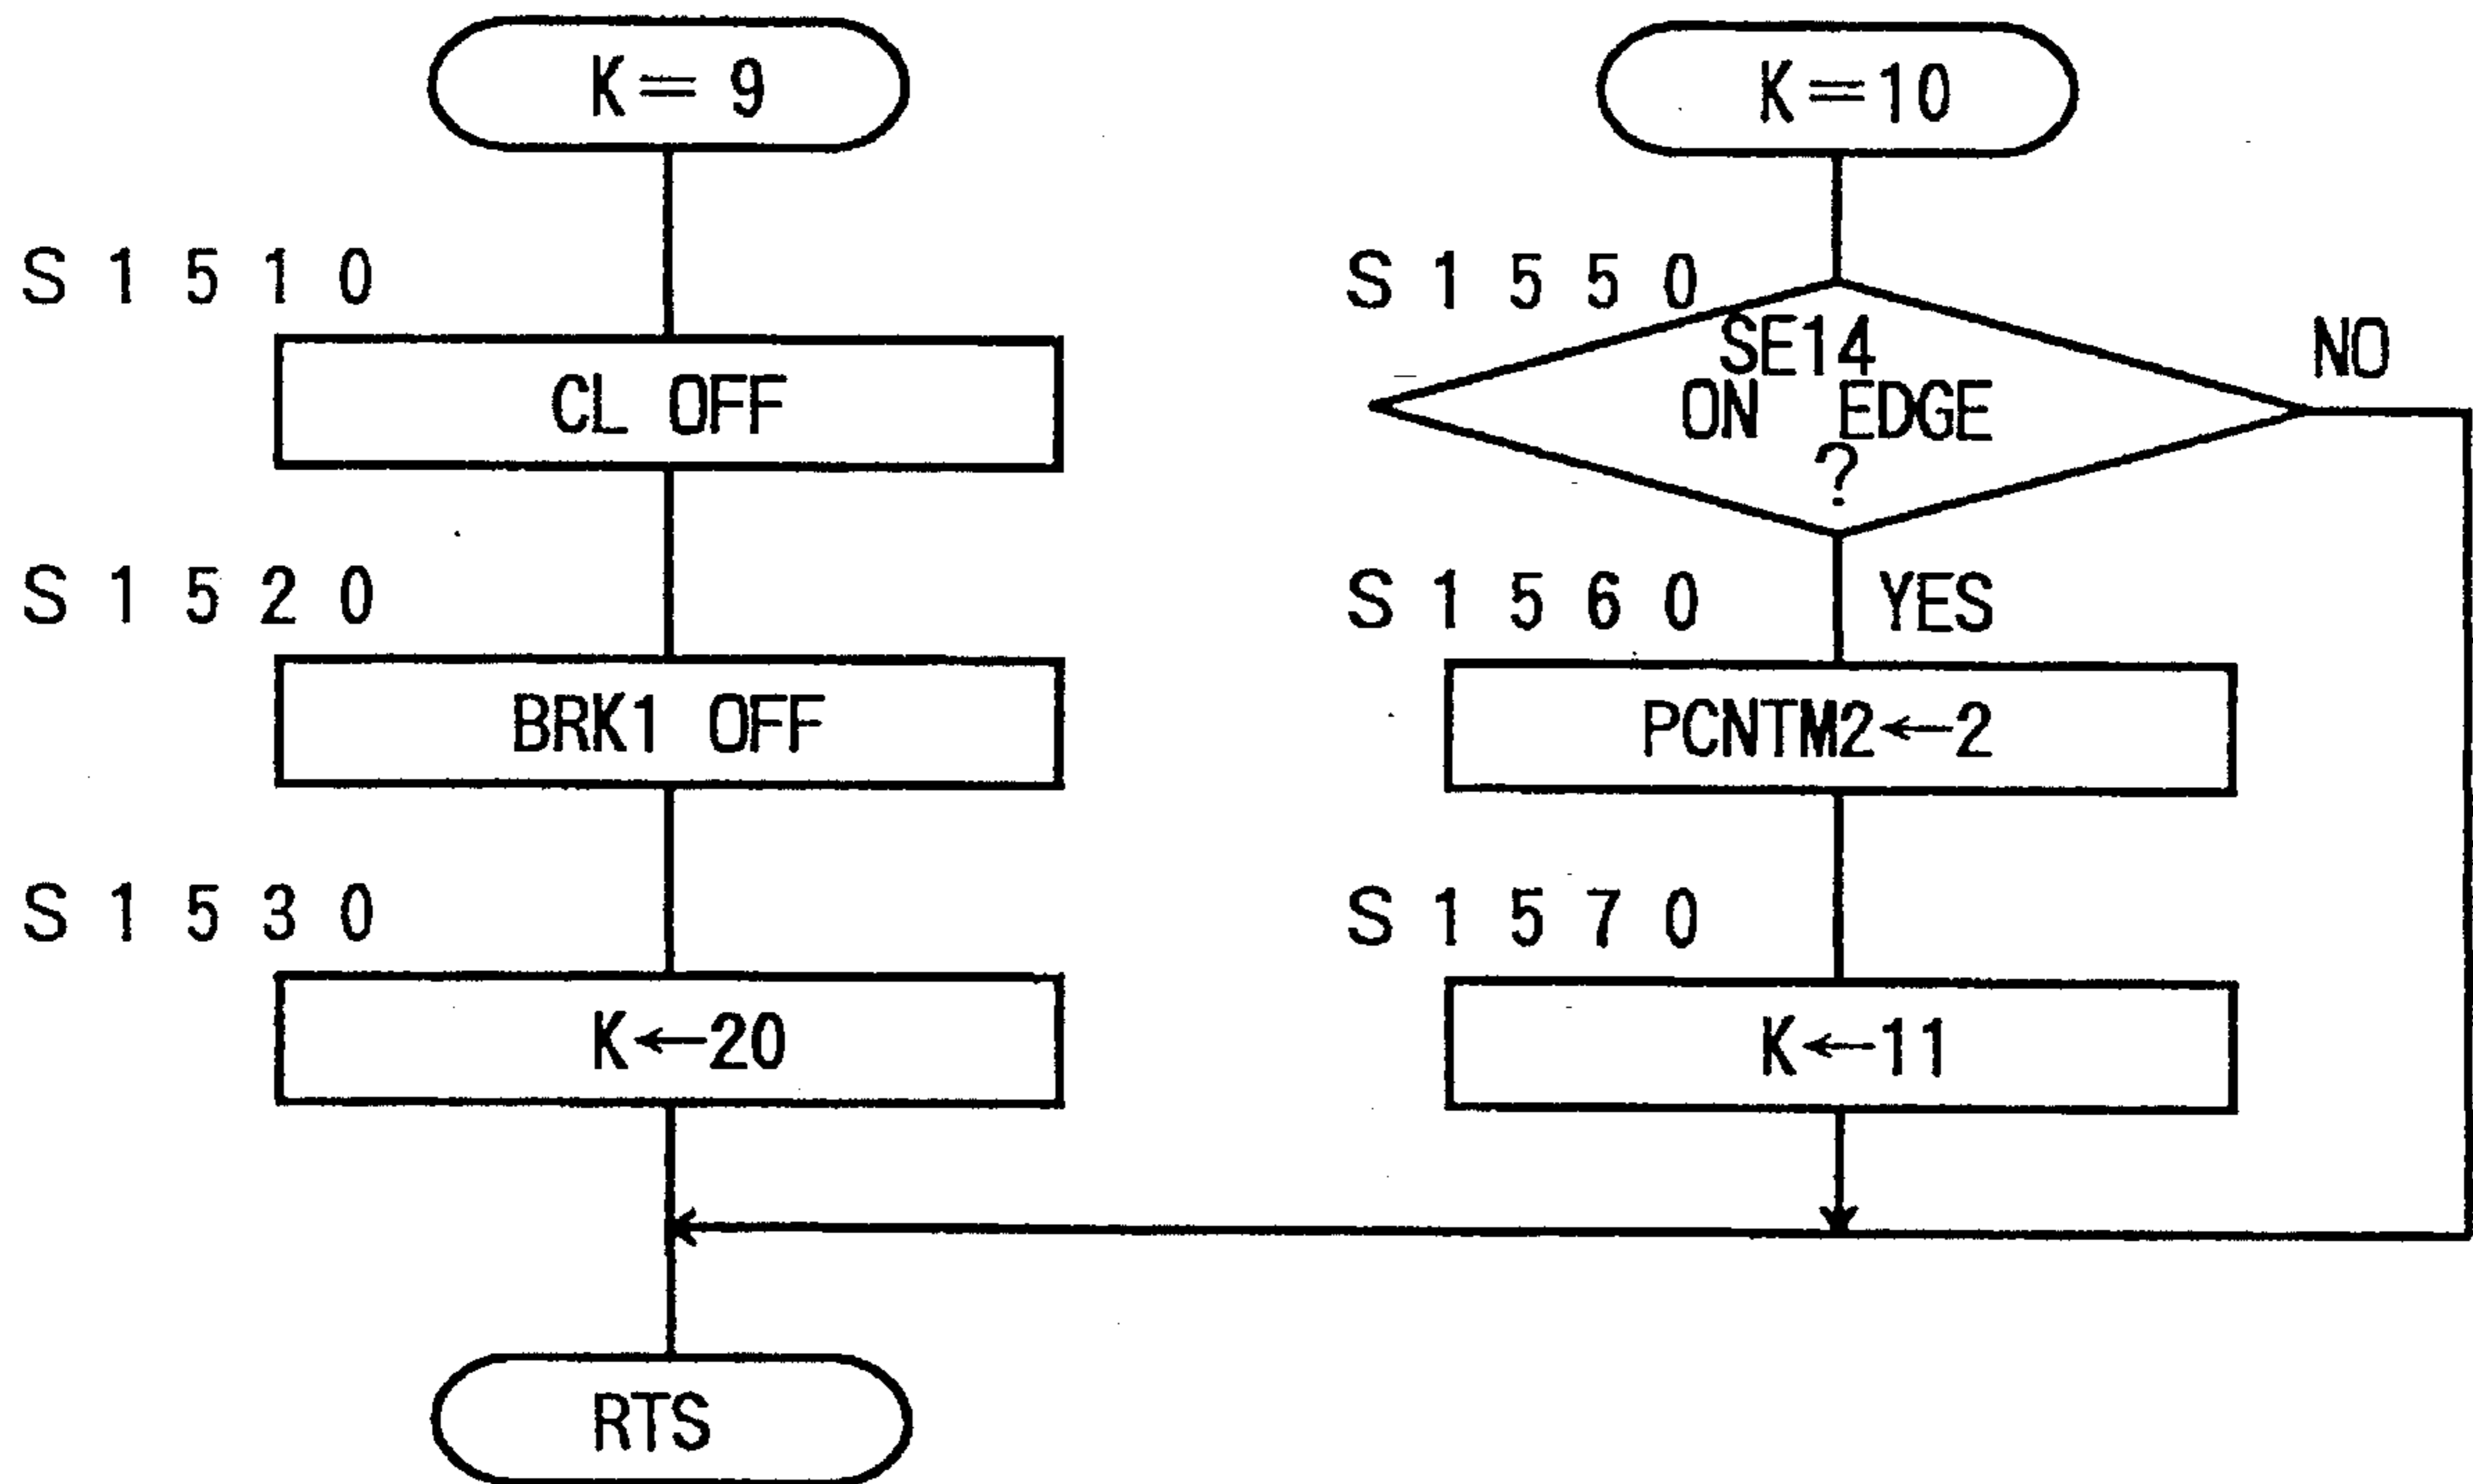 K=9
S1510
CL OFF
S1520
BRK1 OFF
S1530
K←20
RTS
K=10
S1550
SE14
ON EDGE
?
NO
YES
S1560
PCNTM2←2
S1570
K←11